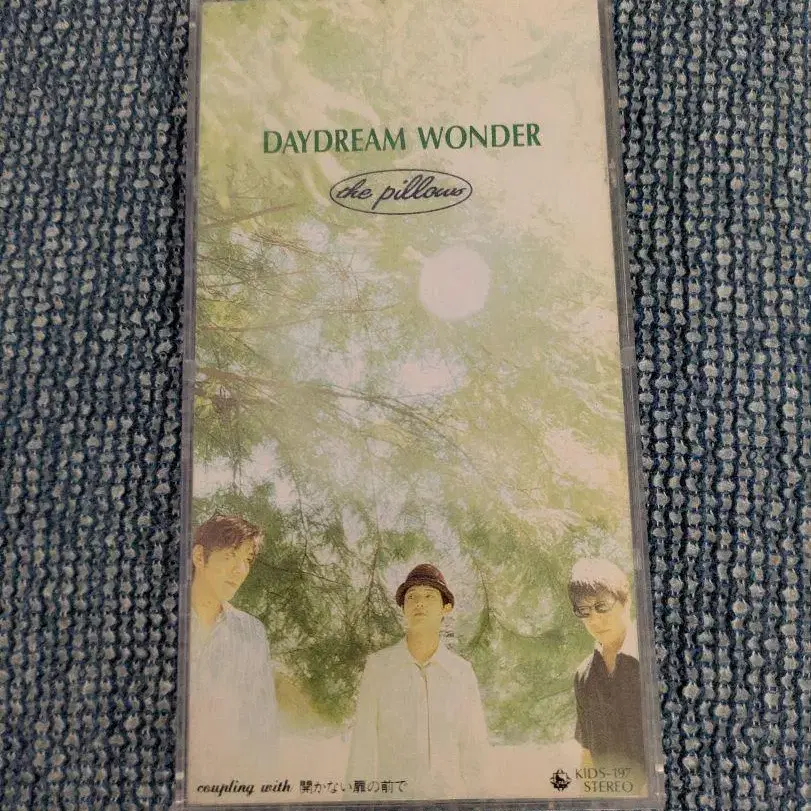 DAYDREAM WONDER
the pillows
coupling with 開かない扉の前で
KIDS-197
STEREO